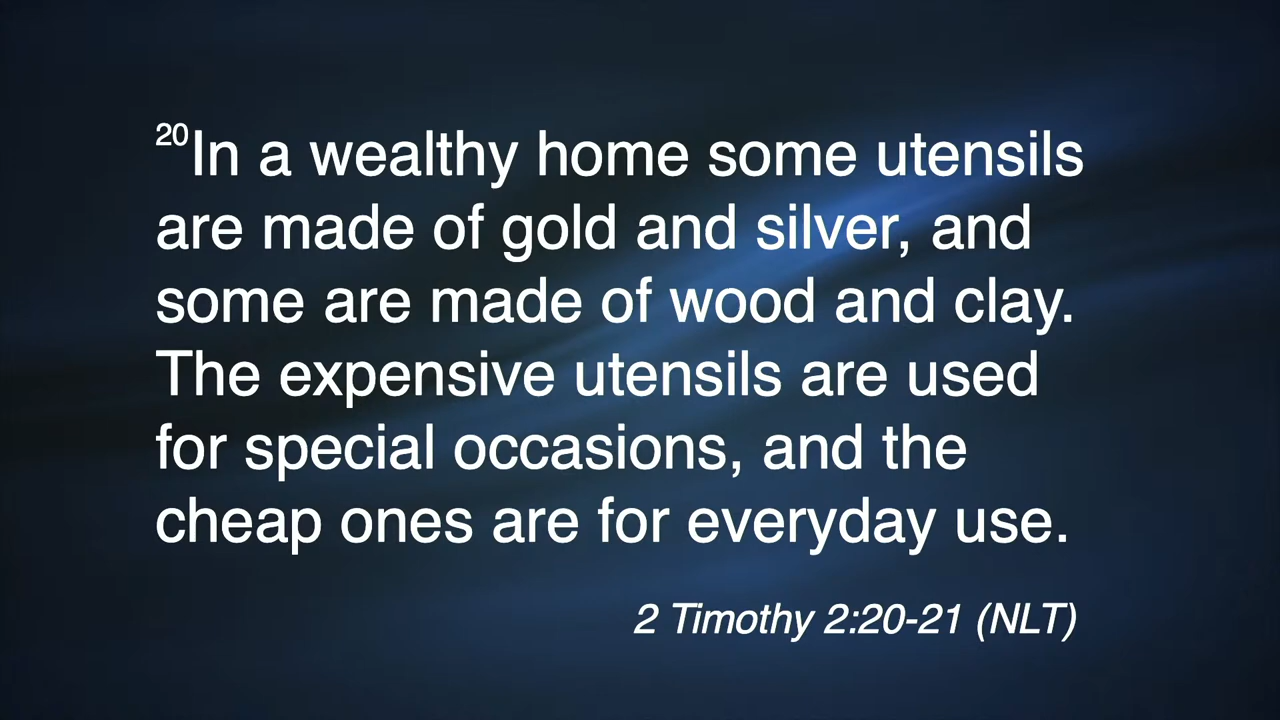 20In a wealthy home some utensils
are made of gold and silver, and
some are made of wood and clay.
The expensive utensils are used
for special occasions, and the
cheap ones are for everyday use.
2 Timothy 2:20-21 (NLT)